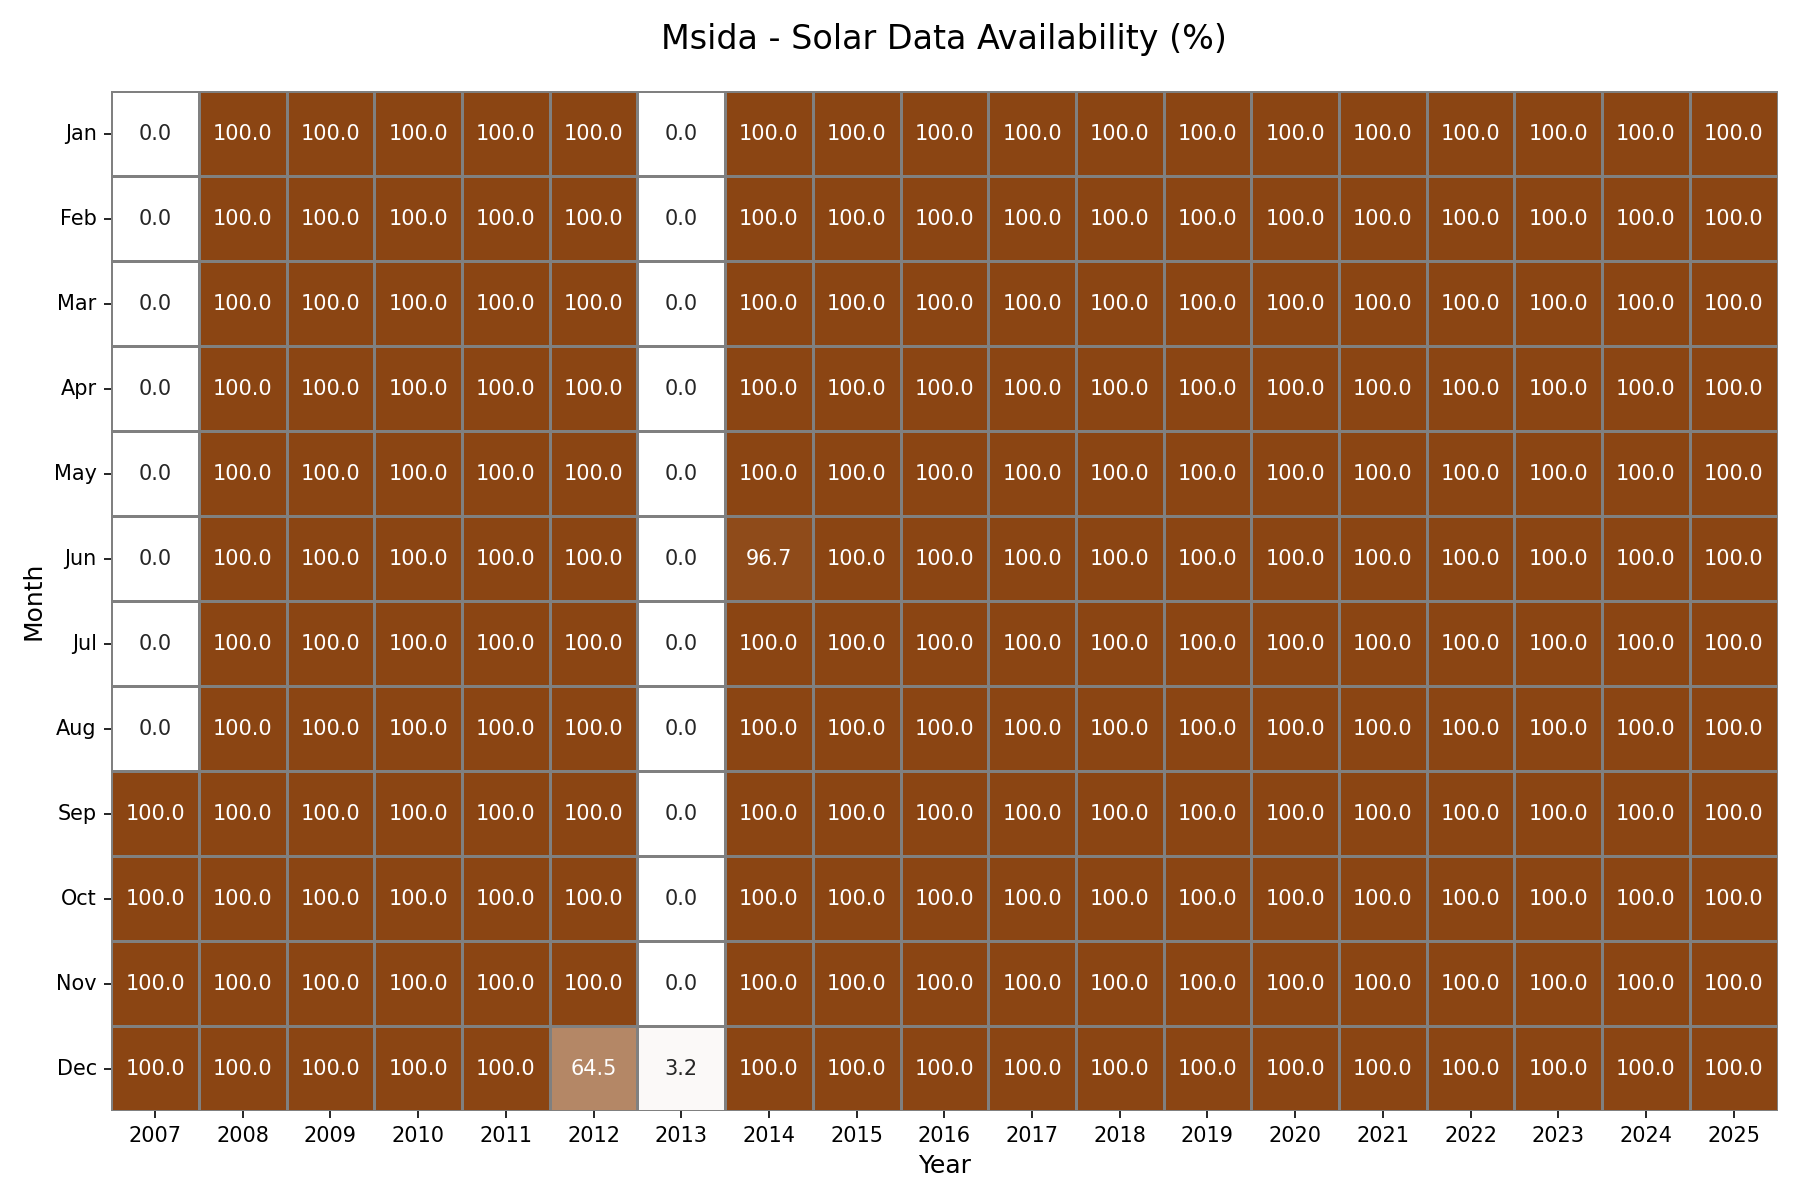 Msida - Solar Data Availability (%)
Month
Jan 0.0 100.0 100.0 100.0 100.0 100.0 0.0 100.0 100.0 100.0 100.0 100.0 100.0 100.0 100.0 100.0 100.0 100.0 100.0
Feb 0.0 100.0 100.0 100.0 100.0 100.0 0.0 100.0 100.0 100.0 100.0 100.0 100.0 100.0 100.0 100.0 100.0 100.0 100.0
Mar 0.0 100.0 100.0 100.0 100.0 100.0 0.0 100.0 100.0 100.0 100.0 100.0 100.0 100.0 100.0 100.0 100.0 100.0 100.0
Apr 0.0 100.0 100.0 100.0 100.0 100.0 0.0 100.0 100.0 100.0 100.0 100.0 100.0 100.0 100.0 100.0 100.0 100.0 100.0
May 0.0 100.0 100.0 100.0 100.0 100.0 0.0 100.0 100.0 100.0 100.0 100.0 100.0 100.0 100.0 100.0 100.0 100.0 100.0
Jun 0.0 100.0 100.0 100.0 100.0 100.0 0.0 96.7 100.0 100.0 100.0 100.0 100.0 100.0 100.0 100.0 100.0 100.0 100.0
Jul 0.0 100.0 100.0 100.0 100.0 100.0 0.0 100.0 100.0 100.0 100.0 100.0 100.0 100.0 100.0 100.0 100.0 100.0 100.0
Aug 0.0 100.0 100.0 100.0 100.0 100.0 0.0 100.0 100.0 100.0 100.0 100.0 100.0 100.0 100.0 100.0 100.0 100.0 100.0
Sep 100.0 100.0 100.0 100.0 100.0 100.0 0.0 100.0 100.0 100.0 100.0 100.0 100.0 100.0 100.0 100.0 100.0 100.0 100.0
Oct 100.0 100.0 100.0 100.0 100.0 100.0 0.0 100.0 100.0 100.0 100.0 100.0 100.0 100.0 100.0 100.0 100.0 100.0 100.0
Nov 100.0 100.0 100.0 100.0 100.0 100.0 0.0 100.0 100.0 100.0 100.0 100.0 100.0 100.0 100.0 100.0 100.0 100.0 100.0
Dec 100.0 100.0 100.0 100.0 100.0 64.5 3.2 100.0 100.0 100.0 100.0 100.0 100.0 100.0 100.0 100.0 100.0 100.0 100.0
2007 2008 2009 2010 2011 2012 2013 2014 2015 2016 2017 2018 2019 2020 2021 2022 2023 2024 2025
Year